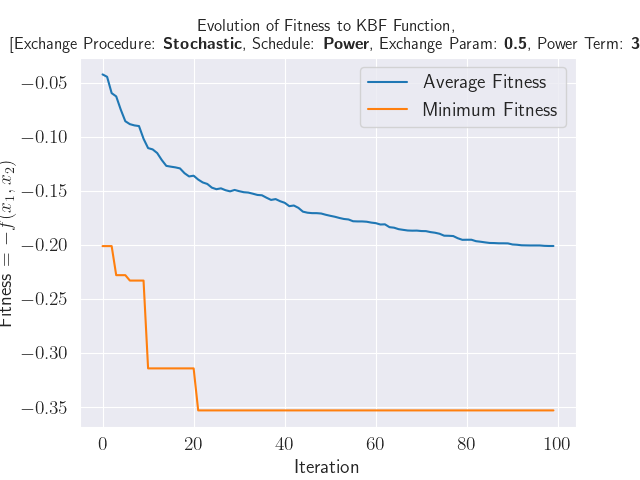 Evolution of Fitness to KBF Function,
[Exchange Procedure: Stochastic, Schedule: Power, Exchange Param: 0.5, Power Term: 3
Average Fitness
Minimum Fitness
−0.05
−0.10
−0.15
−0.20
−0.25
−0.30
−0.35
Fitness = −f(x₁, x₂)
0 20 40 60 80 100
Iteration